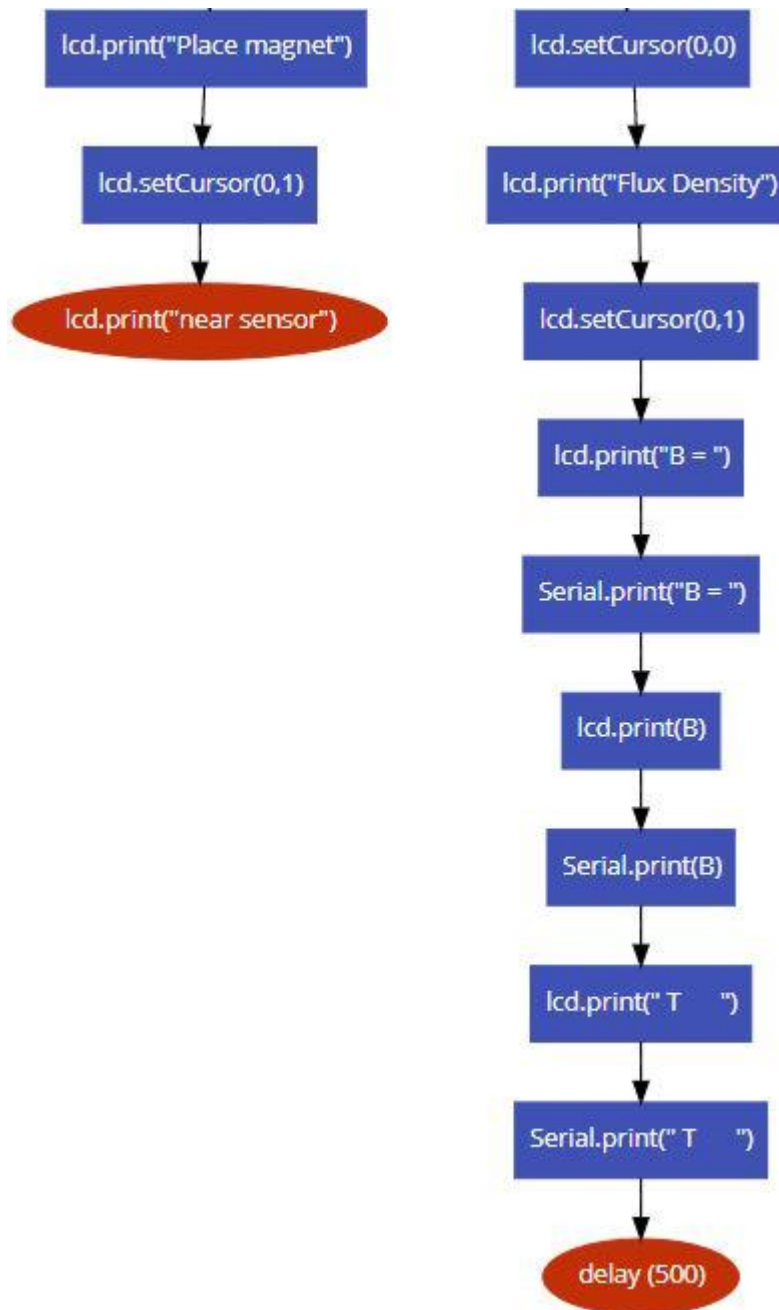 lcd.print("Place magnet")
lcd.setCursor(0,1)
lcd.print("near sensor")
lcd.setCursor(0,0)
lcd.print("Flux Density")
lcd.setCursor(0,1)
lcd.print("B = ")
Serial.print("B = ")
lcd.print(B)
Serial.print(B)
lcd.print(" T      ")
Serial.print(" T      ")
delay (500)